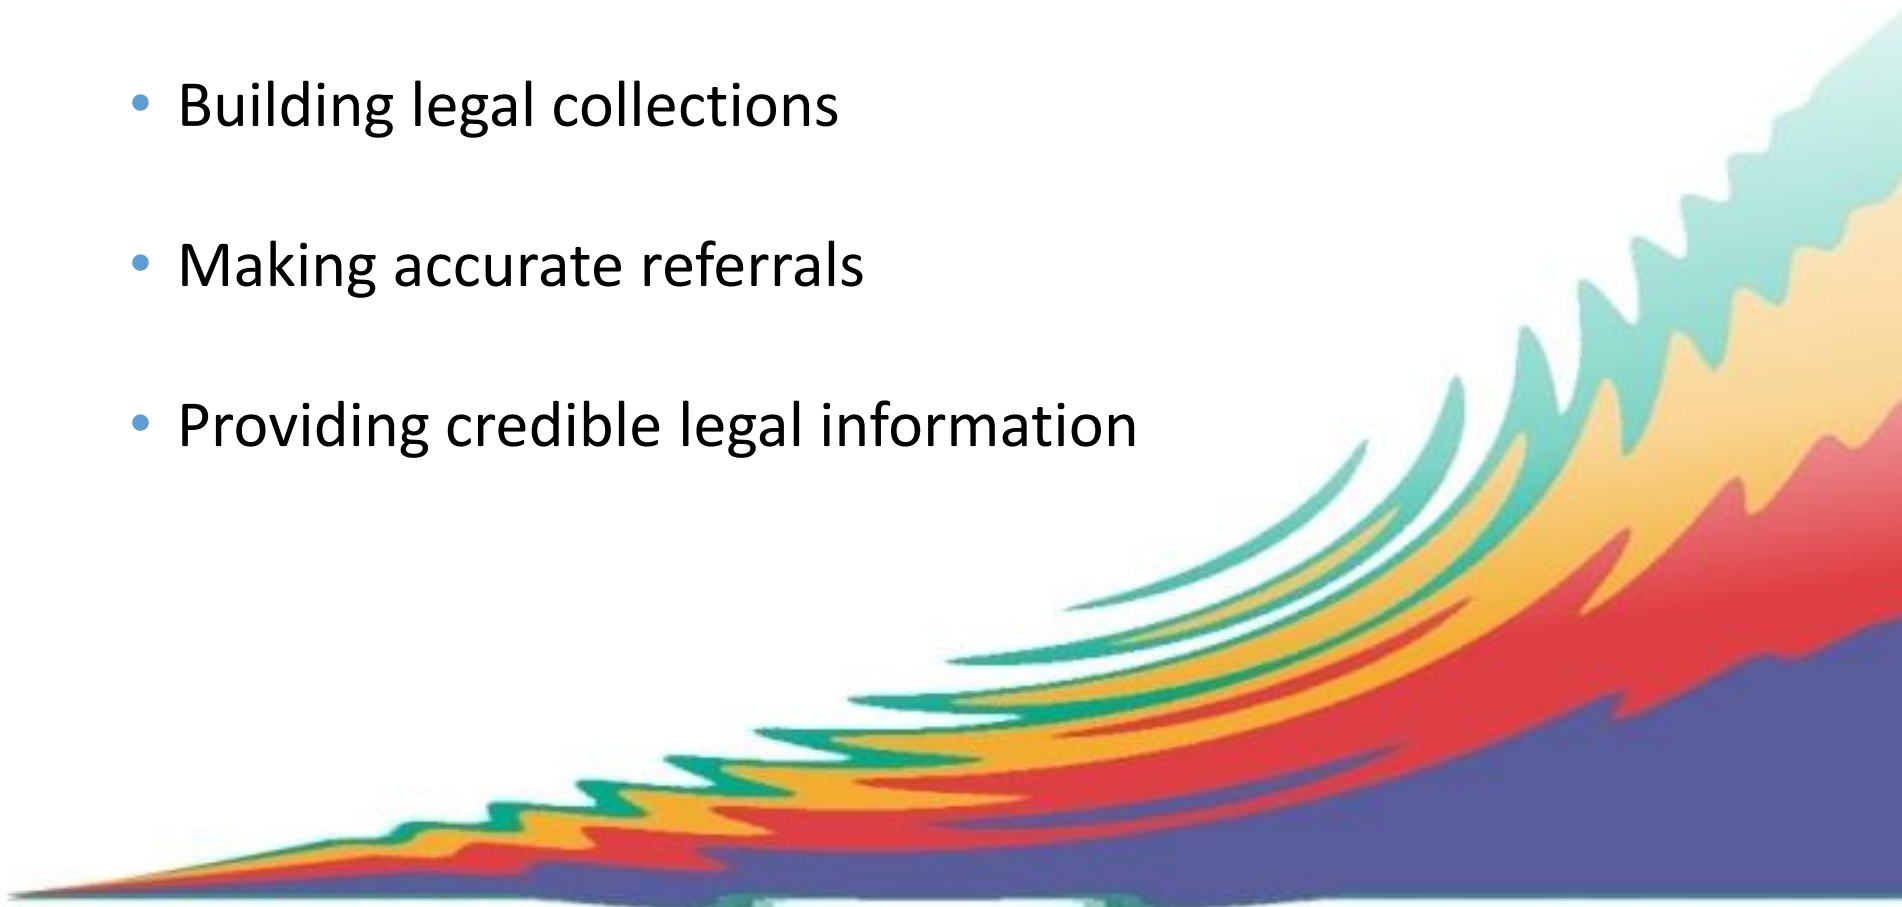 • Building legal collections
• Making accurate referrals
• Providing credible legal information